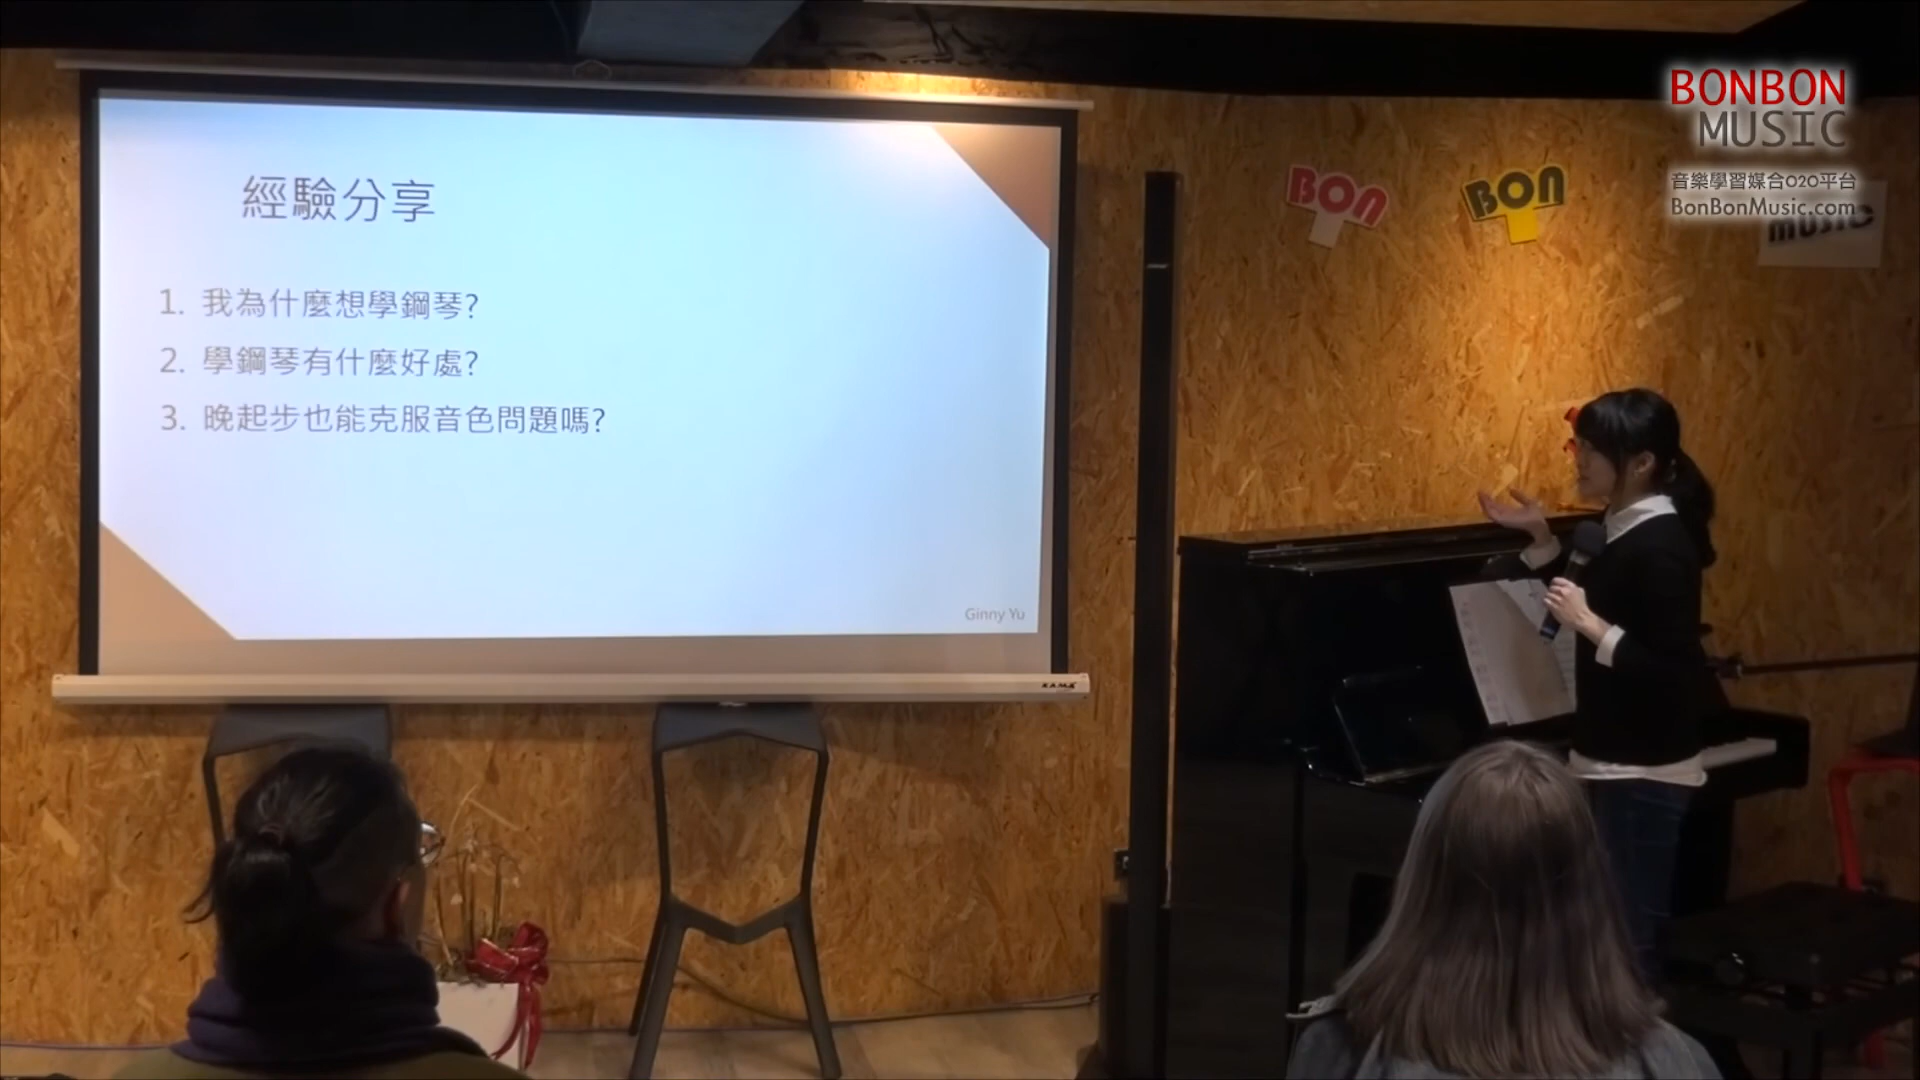 經驗分享
1. 我為什麼想學鋼琴?
2. 學鋼琴有什麼好處?
3. 晚起步也能克服音色問題嗎?
Ginny Yu
KAMAS
BONBON
MUSIC
音樂學習媒合O2O平台
BonBonMusic.com
BON
BON
music